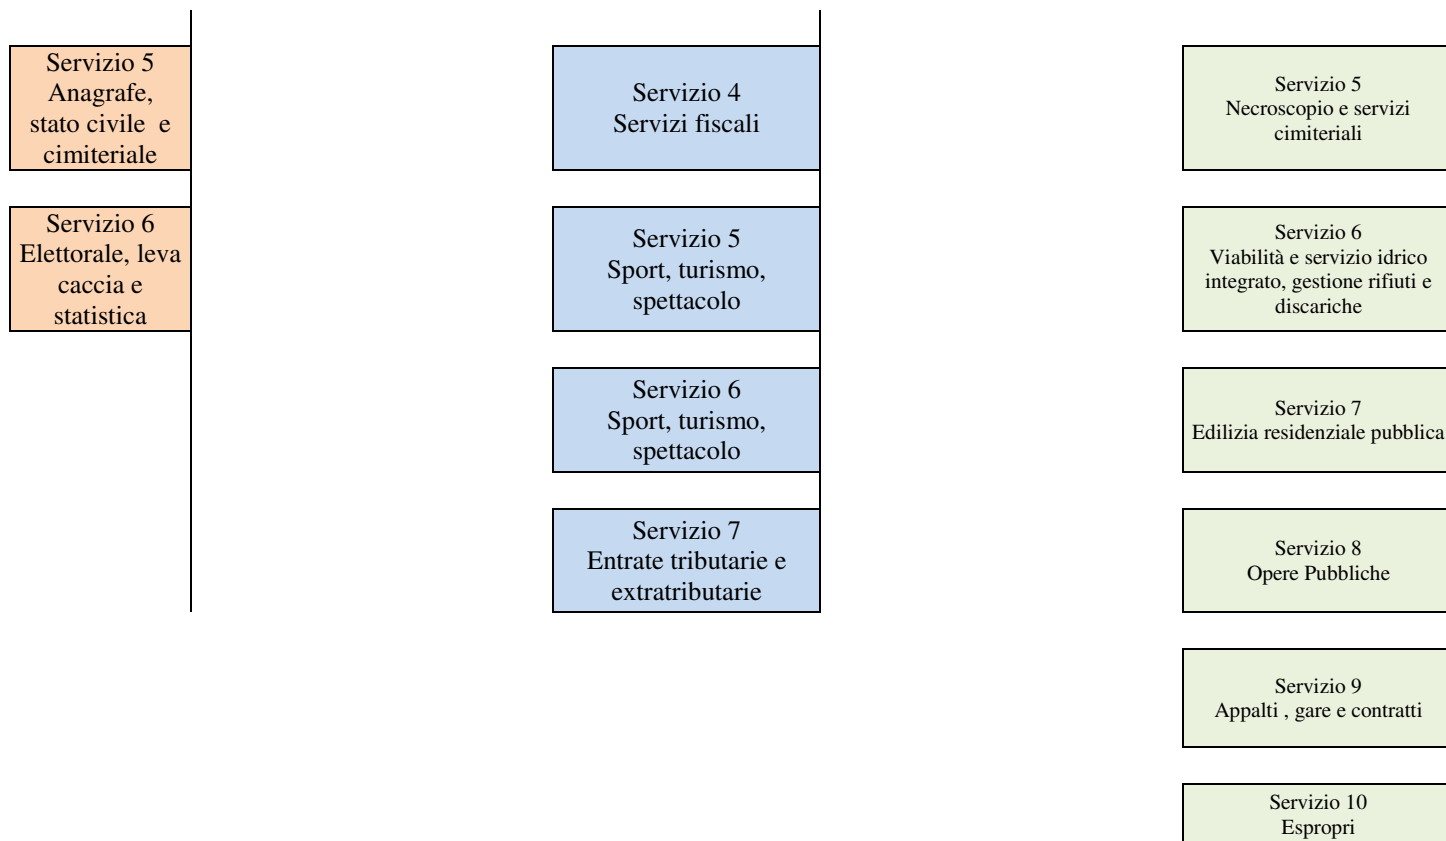 Servizio 5
Anagrafe,
stato civile e
cimiteriale
Servizio 6
Elettorale, leva
caccia e
statistica
Servizio 4
Servizi fiscali
Servizio 5
Sport, turismo,
spettacolo
Servizio 6
Sport, turismo,
spettacolo
Servizio 7
Entrate tributarie e
extratributarie
Servizio 5
Necroscopio e servizi
cimiteriali
Servizio 6
Viabilità e servizio idrico
integrato, gestione rifiuti e
discariche
Servizio 7
Edilizia residenziale pubblica
Servizio 8
Opere Pubbliche
Servizio 9
Appalti , gare e contratti
Servizio 10
Espropri